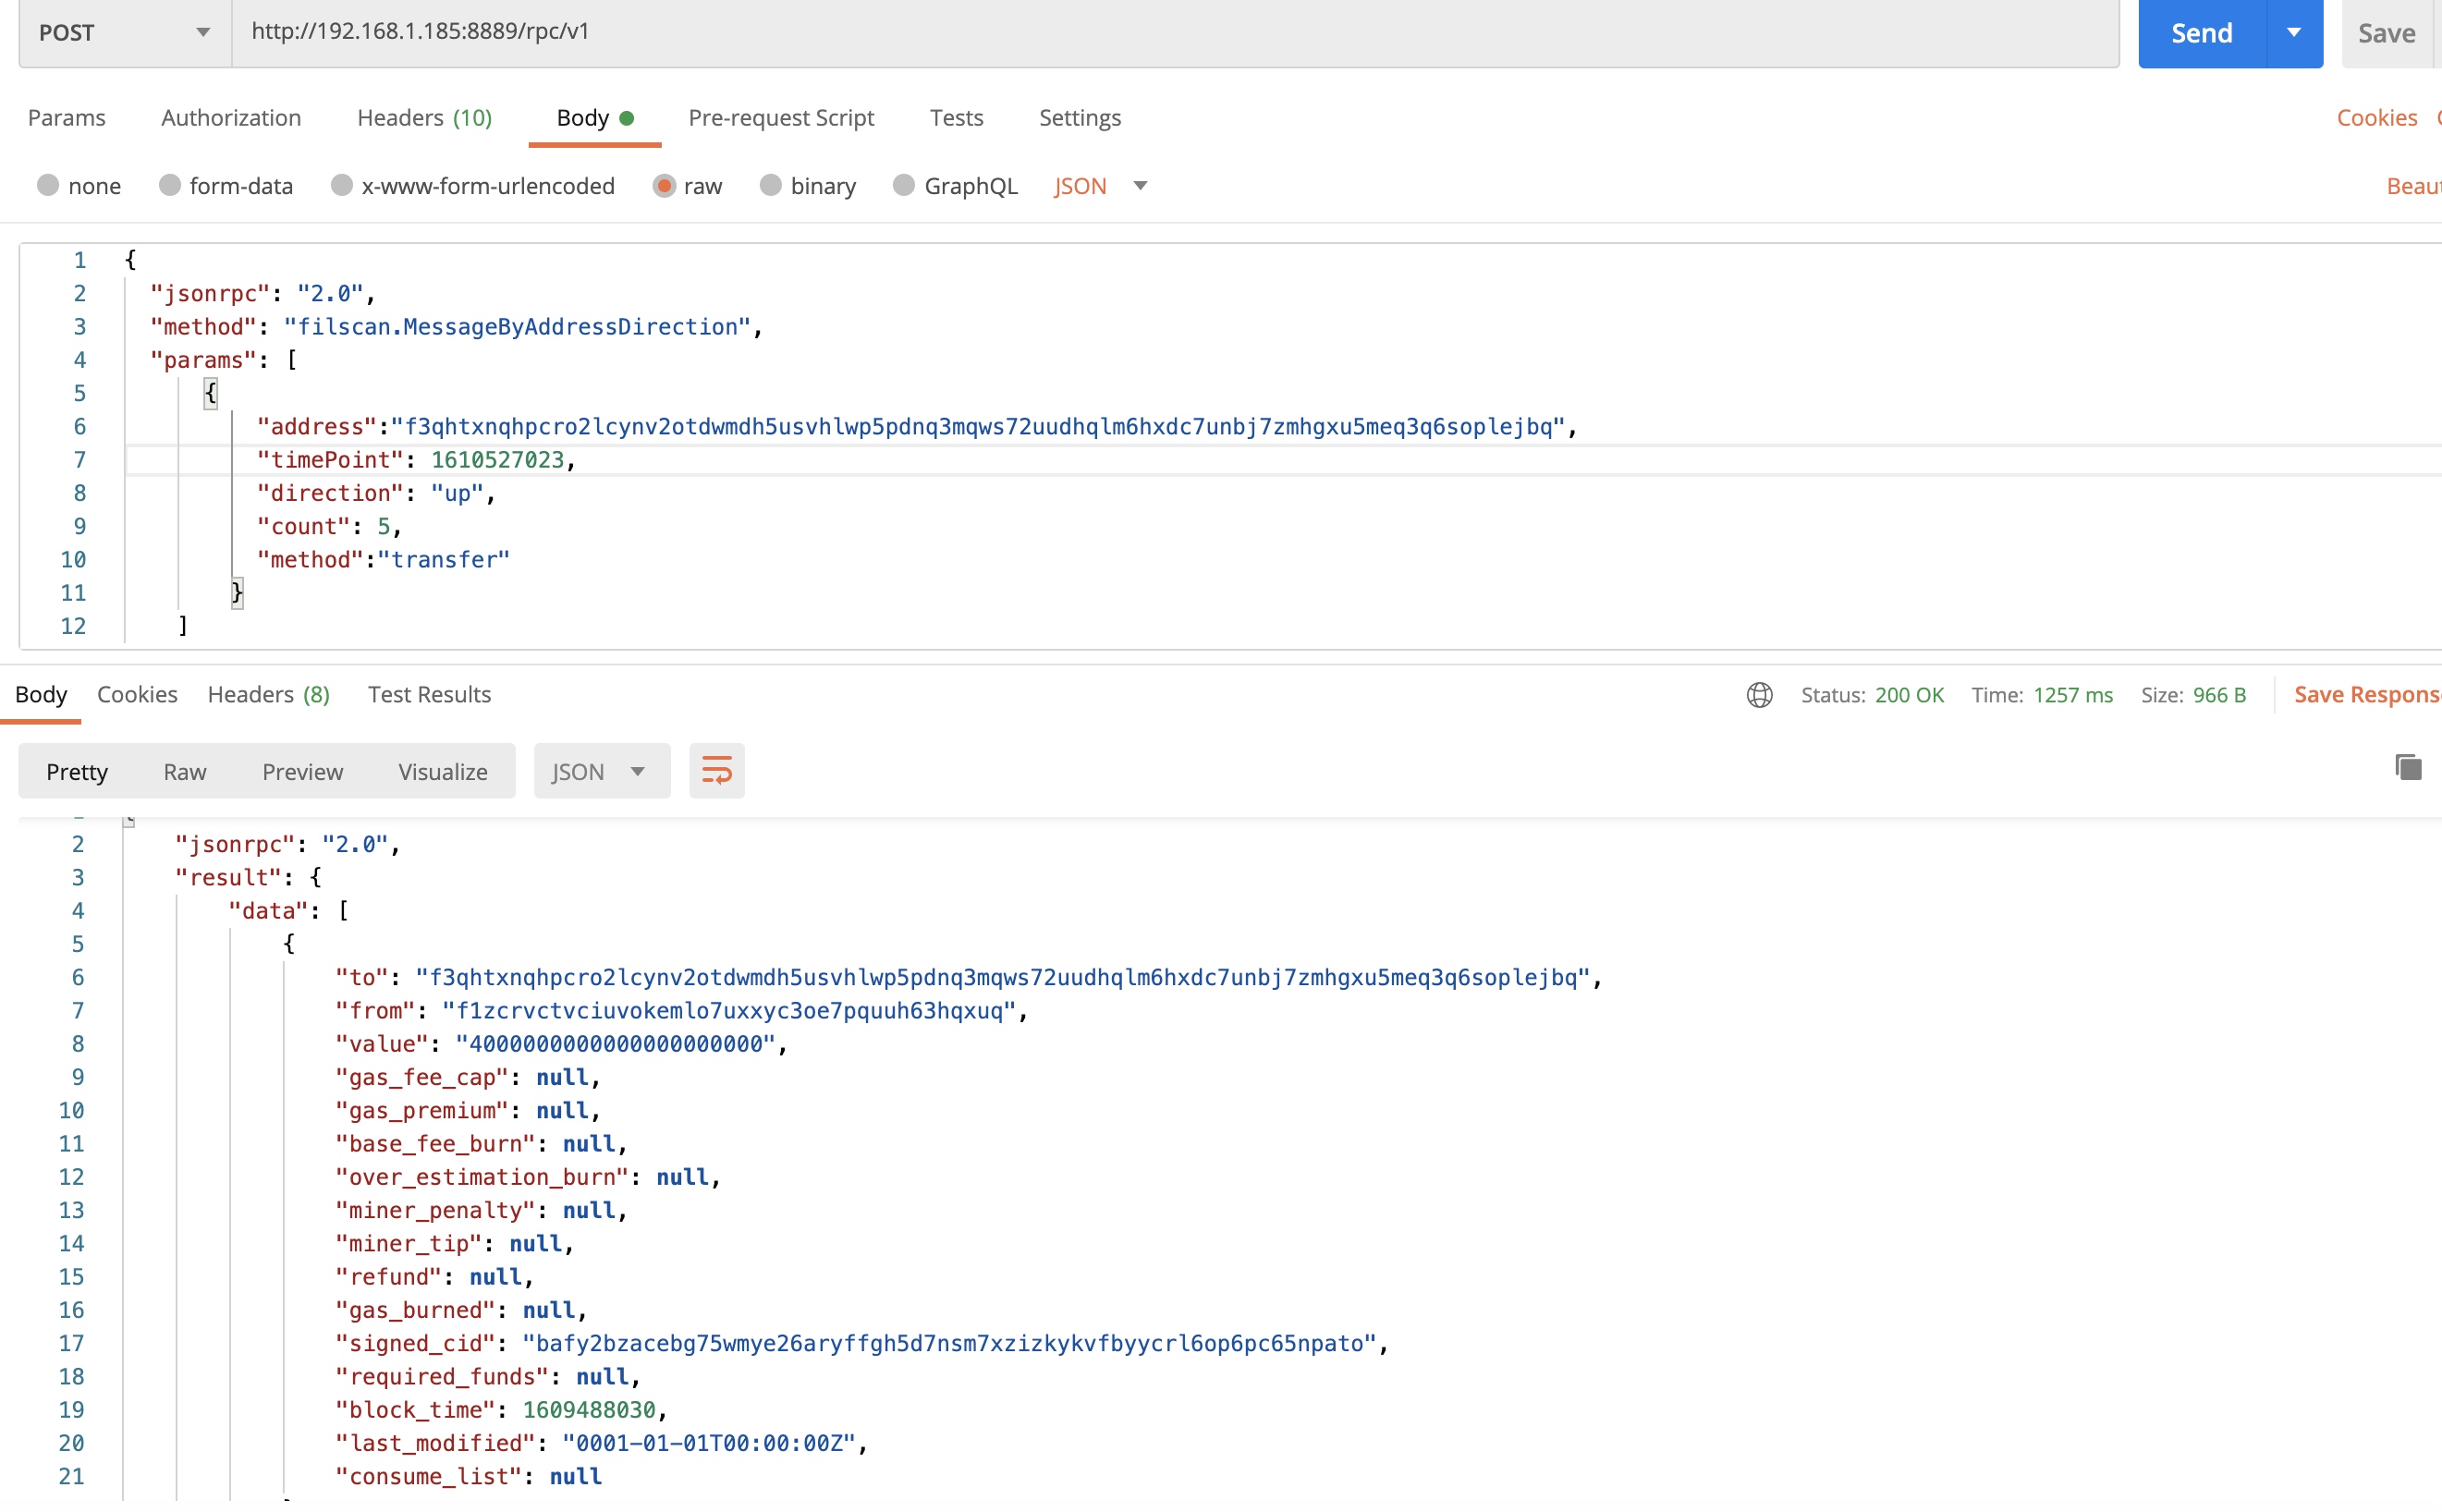 POST http://192.168.1.185:8889/rpc/v1 Send Save
Params Authorization Headers (10) Body Pre-request Script Tests Settings Cookies
none form-data x-www-form-urlencoded raw binary GraphQL JSON Beaut
1 {
2 "jsonrpc": "2.0",
3 "method": "filscan.MessageByAddressDirection",
4 "params": [
5 {
6 "address":"f3qhtxnqhpcro2lcynv2otdwmdh5usvhlwp5pdnq3mqws72uudhqlm6hxdc7unbj7zmhgxu5meq3q6soplejbq",
7 "timePoint": 1610527023,
8 "direction": "up",
9 "count": 5,
10 "method":"transfer"
11 }
12 ]
Body Cookies Headers (8) Test Results Status: 200 OK Time: 1257 ms Size: 966 B Save Respons
Pretty Raw Preview Visualize JSON
2 "jsonrpc": "2.0",
3 "result": {
4 "data": [
5 {
6 "to": "f3qhtxnqhpcro2lcynv2otdwmdh5usvhlwp5pdnq3mqws72uudhqlm6hxdc7unbj7zmhgxu5meq3q6soplejbq",
7 "from": "f1zcrvctvciuvokemlo7uxxyc3oe7pquuh63hqxuq",
8 "value": "4000000000000000000000",
9 "gas_fee_cap": null,
10 "gas_premium": null,
11 "base_fee_burn": null,
12 "over_estimation_burn": null,
13 "miner_penalty": null,
14 "miner_tip": null,
15 "refund": null,
16 "gas_burned": null,
17 "signed_cid": "bafy2bzacebg75wmye26aryffgh5d7nsm7xzizkykvfbyycrl6op6pc65npato",
18 "required_funds": null,
19 "block_time": 1609488030,
20 "last_modified": "0001-01-01T00:00:00Z",
21 "consume_list": null